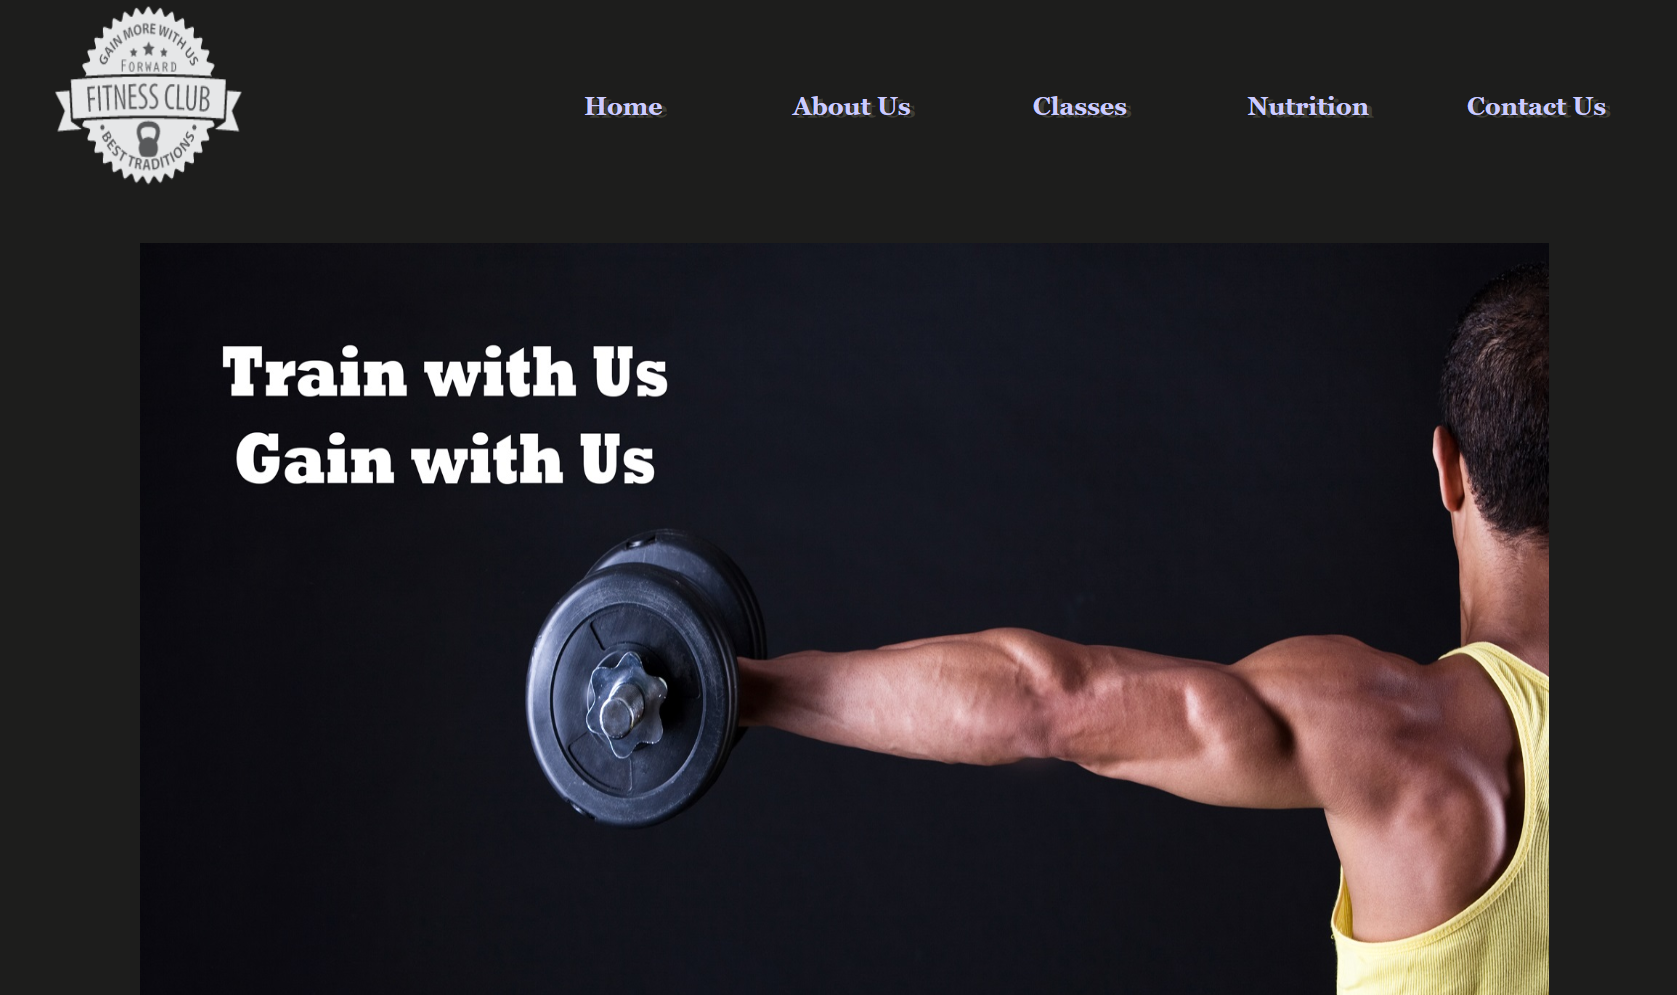 GAIN MORE WITH US
FORWARD
FITNESS CLUB
BEST TRADITIONS
Home
About Us
Classes
Nutrition
Contact Us
Train with Us
Gain with Us